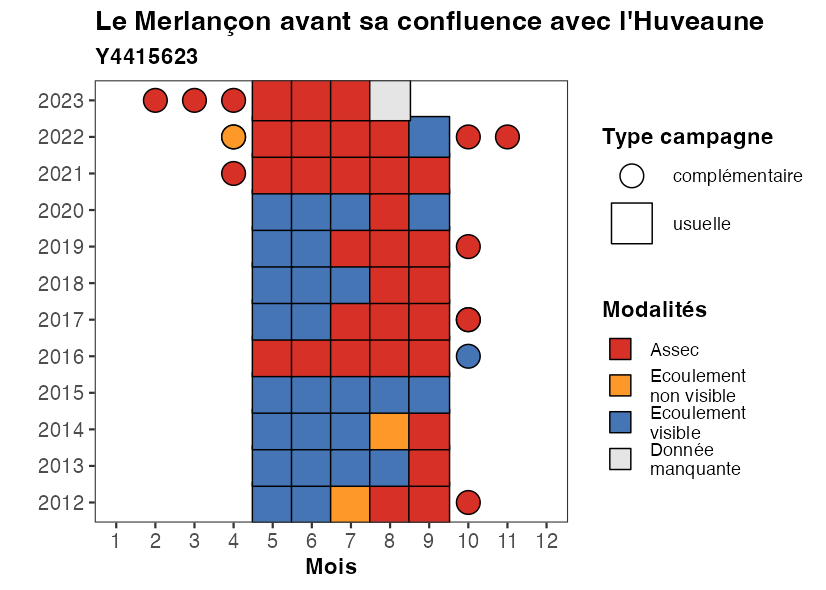 Le Merlançon avant sa confluence avec l'Huveaune
Y4415623
2023
2022
2021
2020
2019
2018
2017
2016
2015
2014
2013
2012
1 2 3 4 5 6 7 8 9 10 11 12
Mois
Type campagne
complémentaire
usuelle
Modalités
Assec
Ecoulement
non visible
Ecoulement
visible
Donnée
manquante